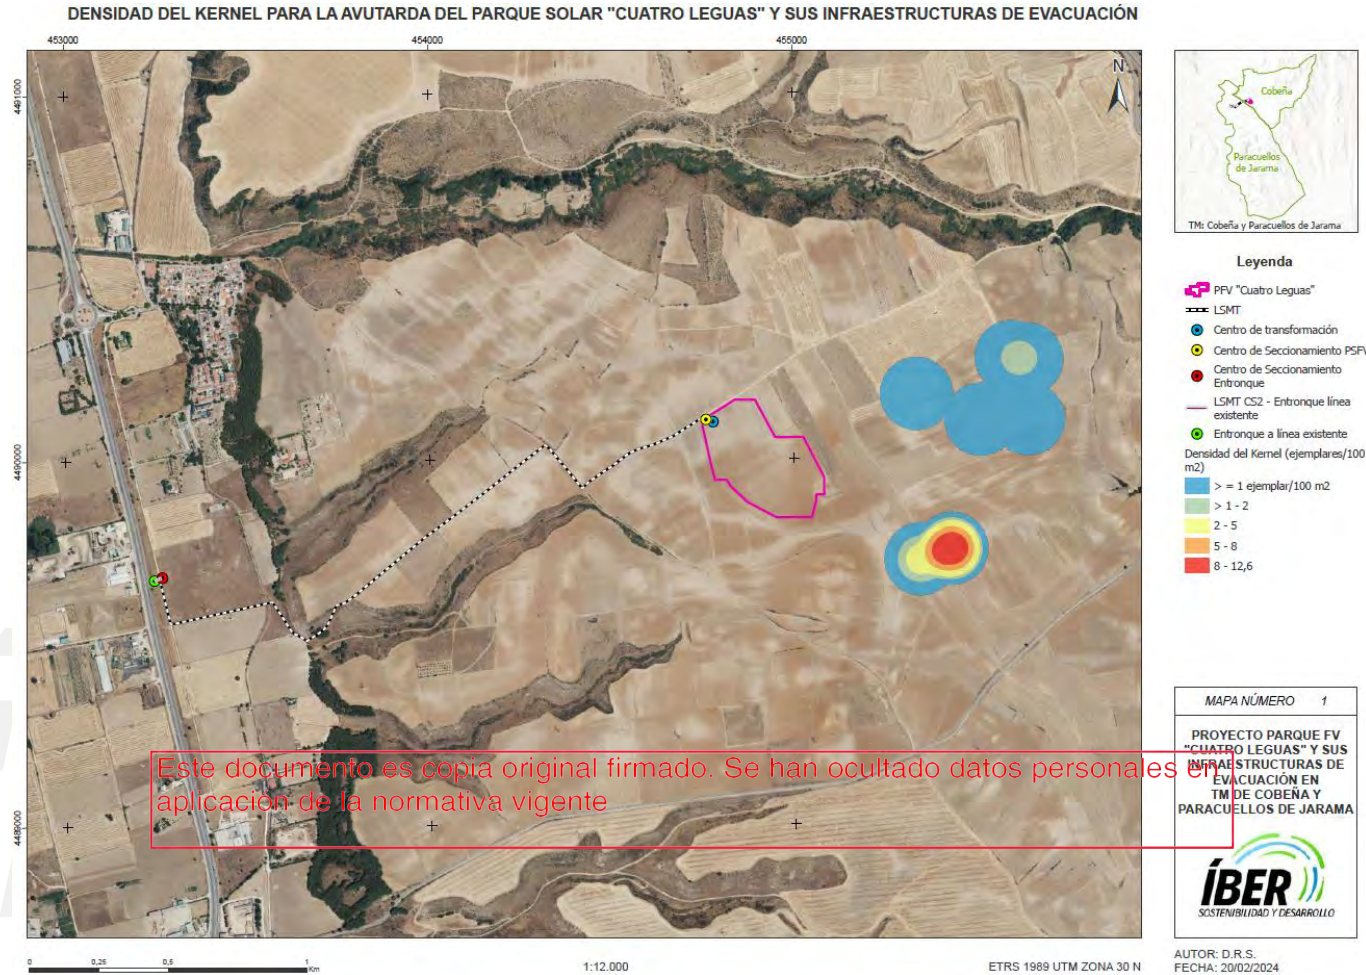 DENSIDAD DEL KERNEL PARA LA AVUTARDA DEL PARQUE SOLAR "CUATRO LEGUAS" Y SUS INFRAESTRUCTURAS DE EVACUACIÓN
453000
454000
455000
4491000
4490000
4489000
N
Cobeña
Paracuellos
de Jarama
TM: Cobeña y Paracuellos de Jarama
Leyenda
PFV "Cuatro Leguas"
LSMT
Centro de transformación
Centro de Seccionamiento PSFV
Centro de Seccionamiento
Entronque
LSMT CS2 - Entronque línea
existente
Entronque a línea existente
Densidad del Kernel (ejemplares/100
m2)
> = 1 ejemplar/100 m2
> 1 - 2
2 - 5
5 - 8
8 - 12,6
MAPA NÚMERO 1
PROYECTO PARQUE FV
"CUATRO LEGUAS" Y SUS
INFRAESTRUCTURAS DE
EVACUACIÓN EN
TM DE COBEÑA Y
PARACUELLOS DE JARAMA
Este documento es copia original firmado. Se han ocultado datos personales en
aplicación de la normativa vigente
ÍBER
SOSTENIBILIDAD Y DESARROLLO
AUTOR: D.R.S.
FECHA: 20/02/2024
0 0,25 0,5 1
Km
1:12.000
ETRS 1989 UTM ZONA 30 N